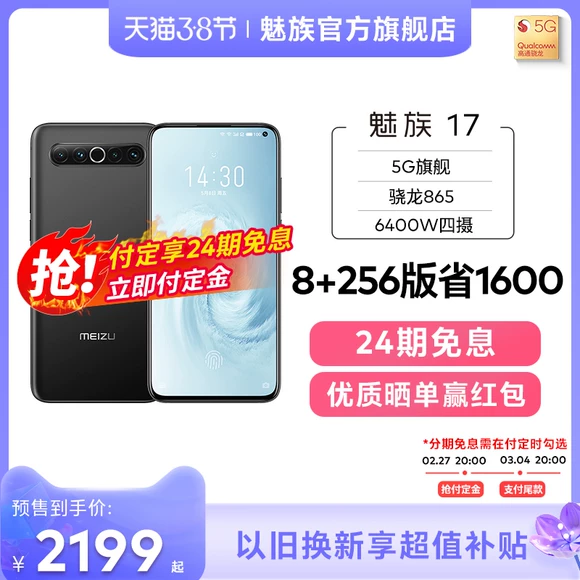 天猫3·8节 | 魅族官方旗舰店
5G
Qualcomm
高通骁龙
魅族 17
5G旗舰
骁龙865
6400W四摄
14:30
抢!
付定享24期免息
立即付定金
MEIZU
8+256版省1600
24期免息
优质晒单赢红包
*分期免息需在付定时勾选
02.27 20:00
03.04 20:00
抢付定金
支付尾款
预售到手价:
¥2199起
以旧换新享超值补贴